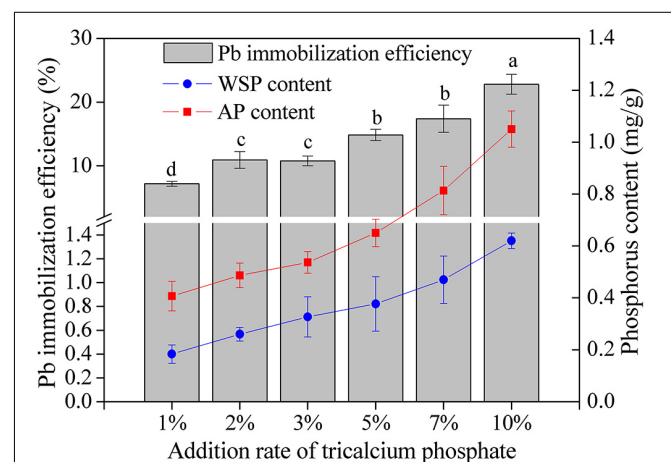 Pb immobilization efficiency
WSP content
AP content
d
c
c
b
b
a
Pb immobilization efficiency (%)
30
20
10
1.4
1.2
1.0
0.8
0.6
0.4
0.2
0.0
Phosphorus content (mg/g)
1.4
1.2
1.0
0.8
0.6
0.4
0.2
0.0
1% 2% 3% 5% 7% 10%
Addition rate of tricalcium phosphate